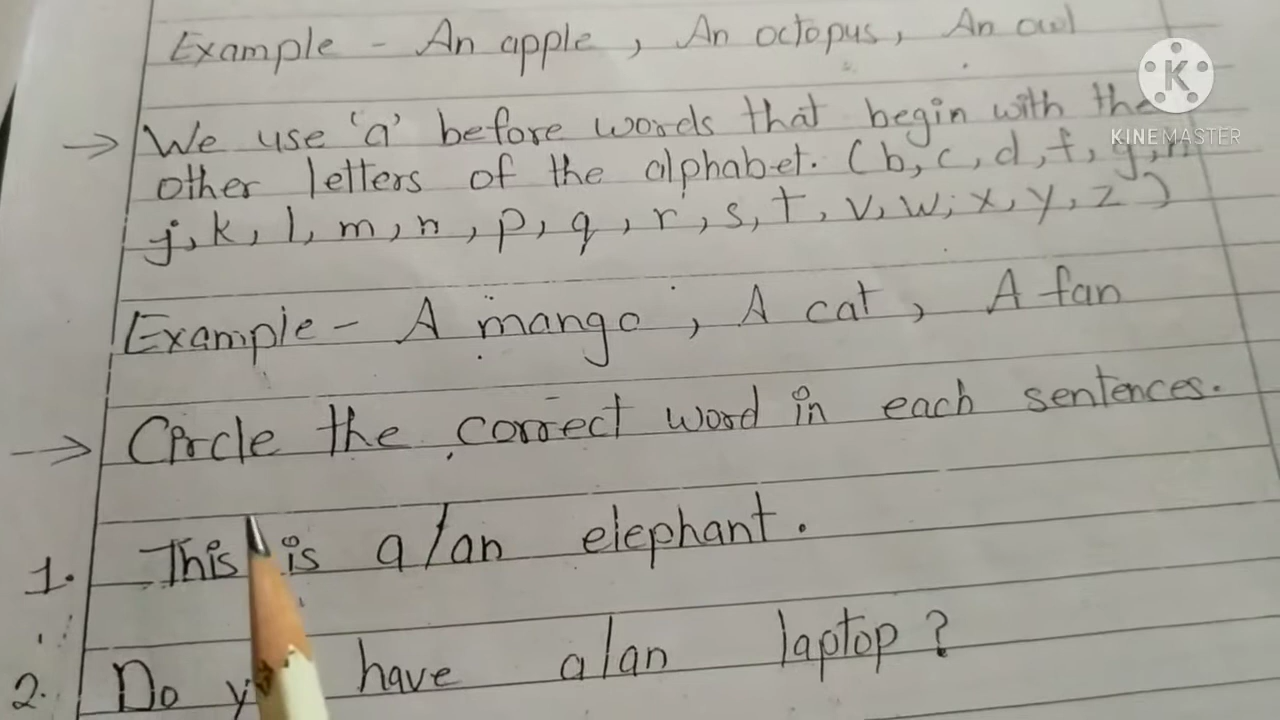 Example - An apple, An octopus, An owl
→ We use 'a' before words that begin with the
other letters of the alphabet. (b, c, d, f, g, h
j, k, l, m, n, p, q, r, s, t, v, w, x, y, z)
Example - A mango, A cat, A fan
→ Circle the correct word in each sentences.
1. This is a/an elephant.
2. Do have a/an laptop?
K
KINEMASTER